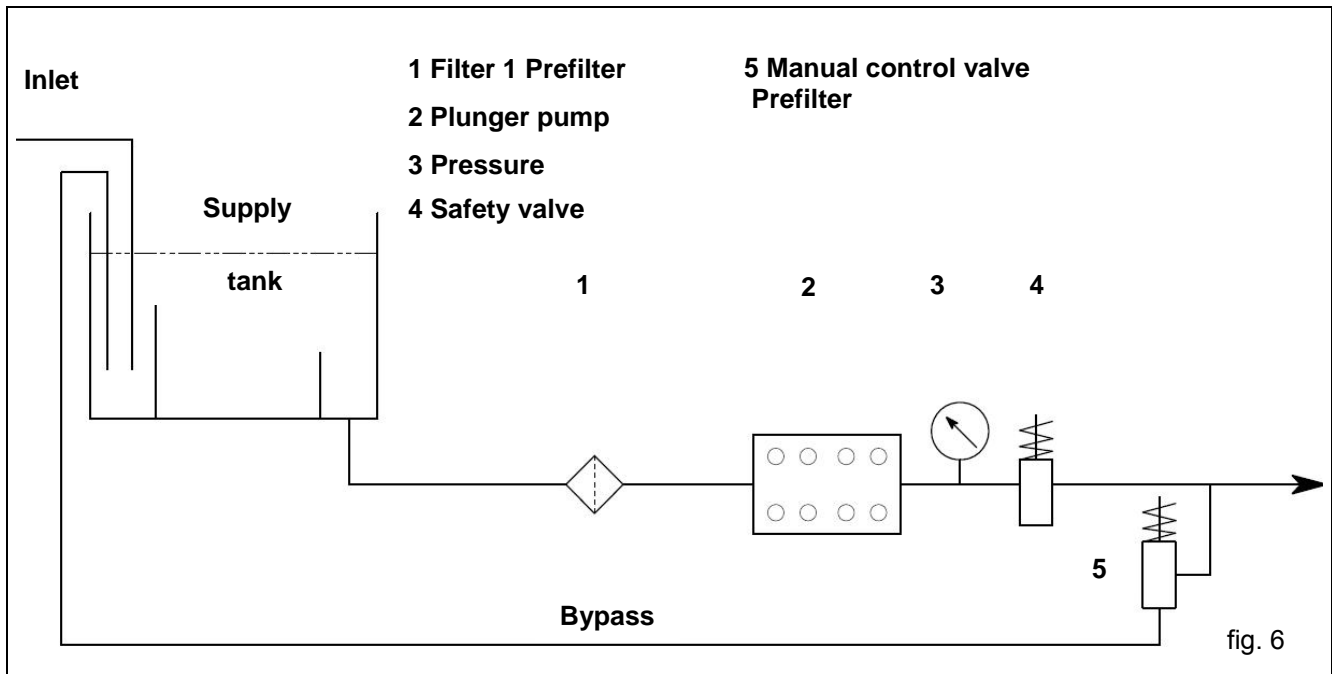 Inlet
1 Filter 1 Prefilter
2 Plunger pump
3 Pressure
4 Safety valve
5 Manual control valve
Prefilter
Supply
tank
1
2
3
4
5
Bypass
fig. 6